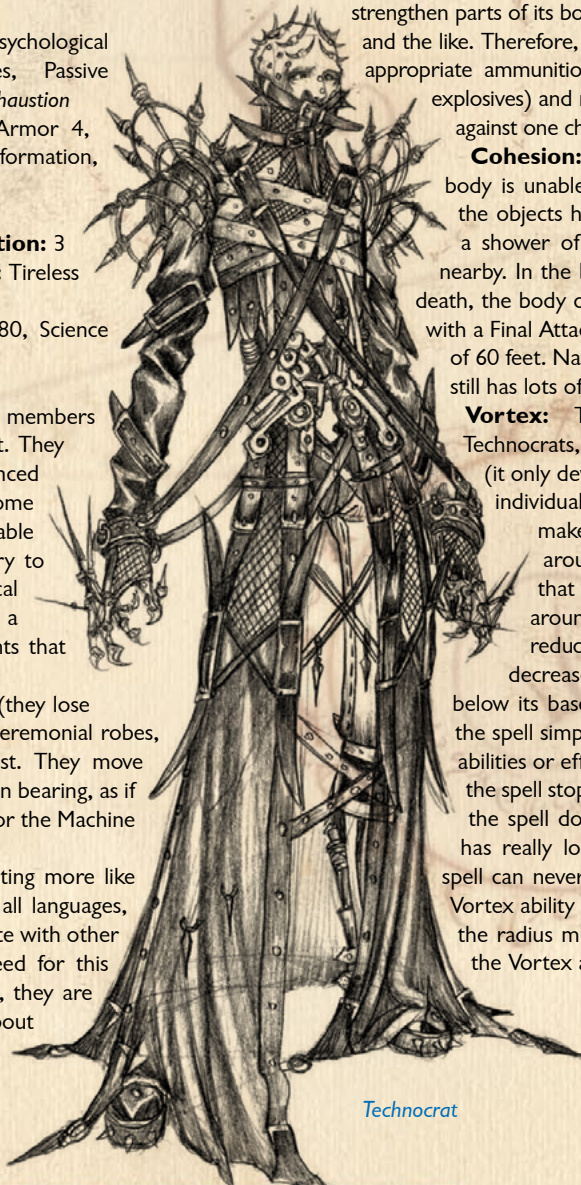 sychological
es, Passive
haustion
Armor 4,
formation,
tion: 3
: Tireless
80, Science
members
t. They
nced
ome
able
ry to
cal
a
nts that
(they lose
eremonial robes,
st. They move
n bearing, as if
or the Machine
ting more like
all languages,
te with other
eed for this
, they are
bout
strengthen parts of its bo
and the like. Therefore,
appropriate ammunitio
explosives) and r
against one ch
Cohesion:
body is unable
the objects h
a shower of
nearby. In the
death, the body c
with a Final Attac
of 60 feet. Na
still has lots of
Vortex: T
Technocrats,
(it only dev
individual
make
arou
that
aroun
reduc
decrease
below its base
the spell simp
abilities or effe
the spell stop
the spell do
has really lo
spell can never
Vortex ability
the radius m
the Vortex a
Technocrat